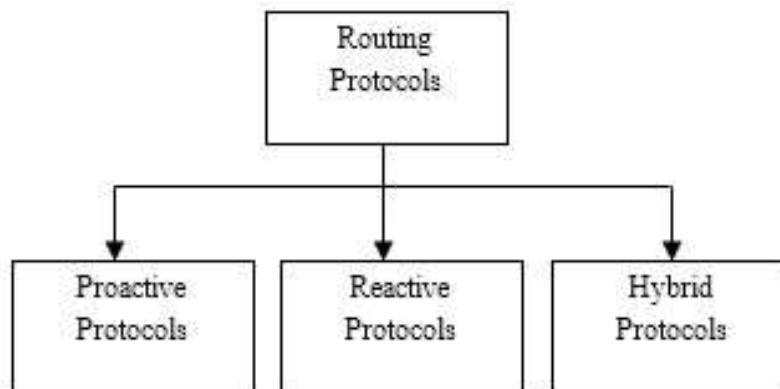 Routing
Protocols
Proactive
Protocols
Reactive
Protocols
Hybrid
Protocols